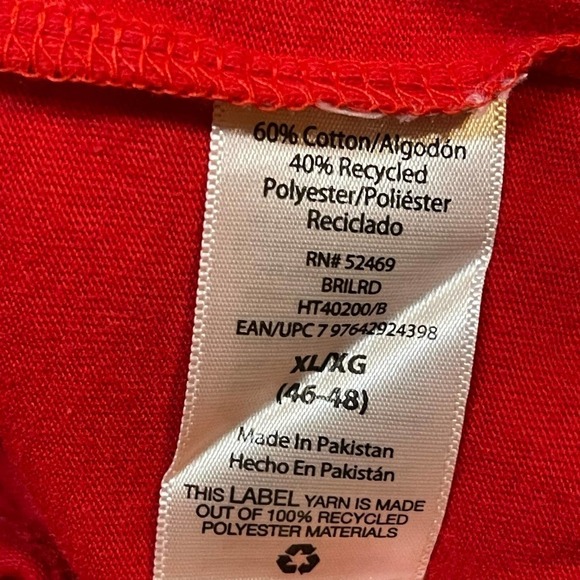 60% Cotton/Algodón
40% Recycled
Polyester/Poliéster
Reciclado
RN# 52469
BRILRD
HT40200/B
EAN/UPC 7 97642924398
XL/XG
(46-48)
Made In Pakistan
Hecho En Pakistán
THIS LABEL YARN IS MADE
OUT OF 100% RECYCLED
POLYESTER MATERIALS